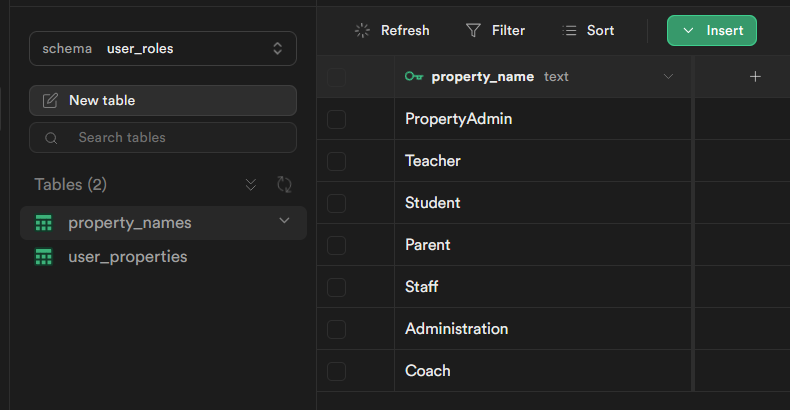 schema user_roles
New table
Search tables
Tables (2)
property_names
user_properties
Refresh Filter Sort Insert
property_name text
PropertyAdmin
Teacher
Student
Parent
Staff
Administration
Coach